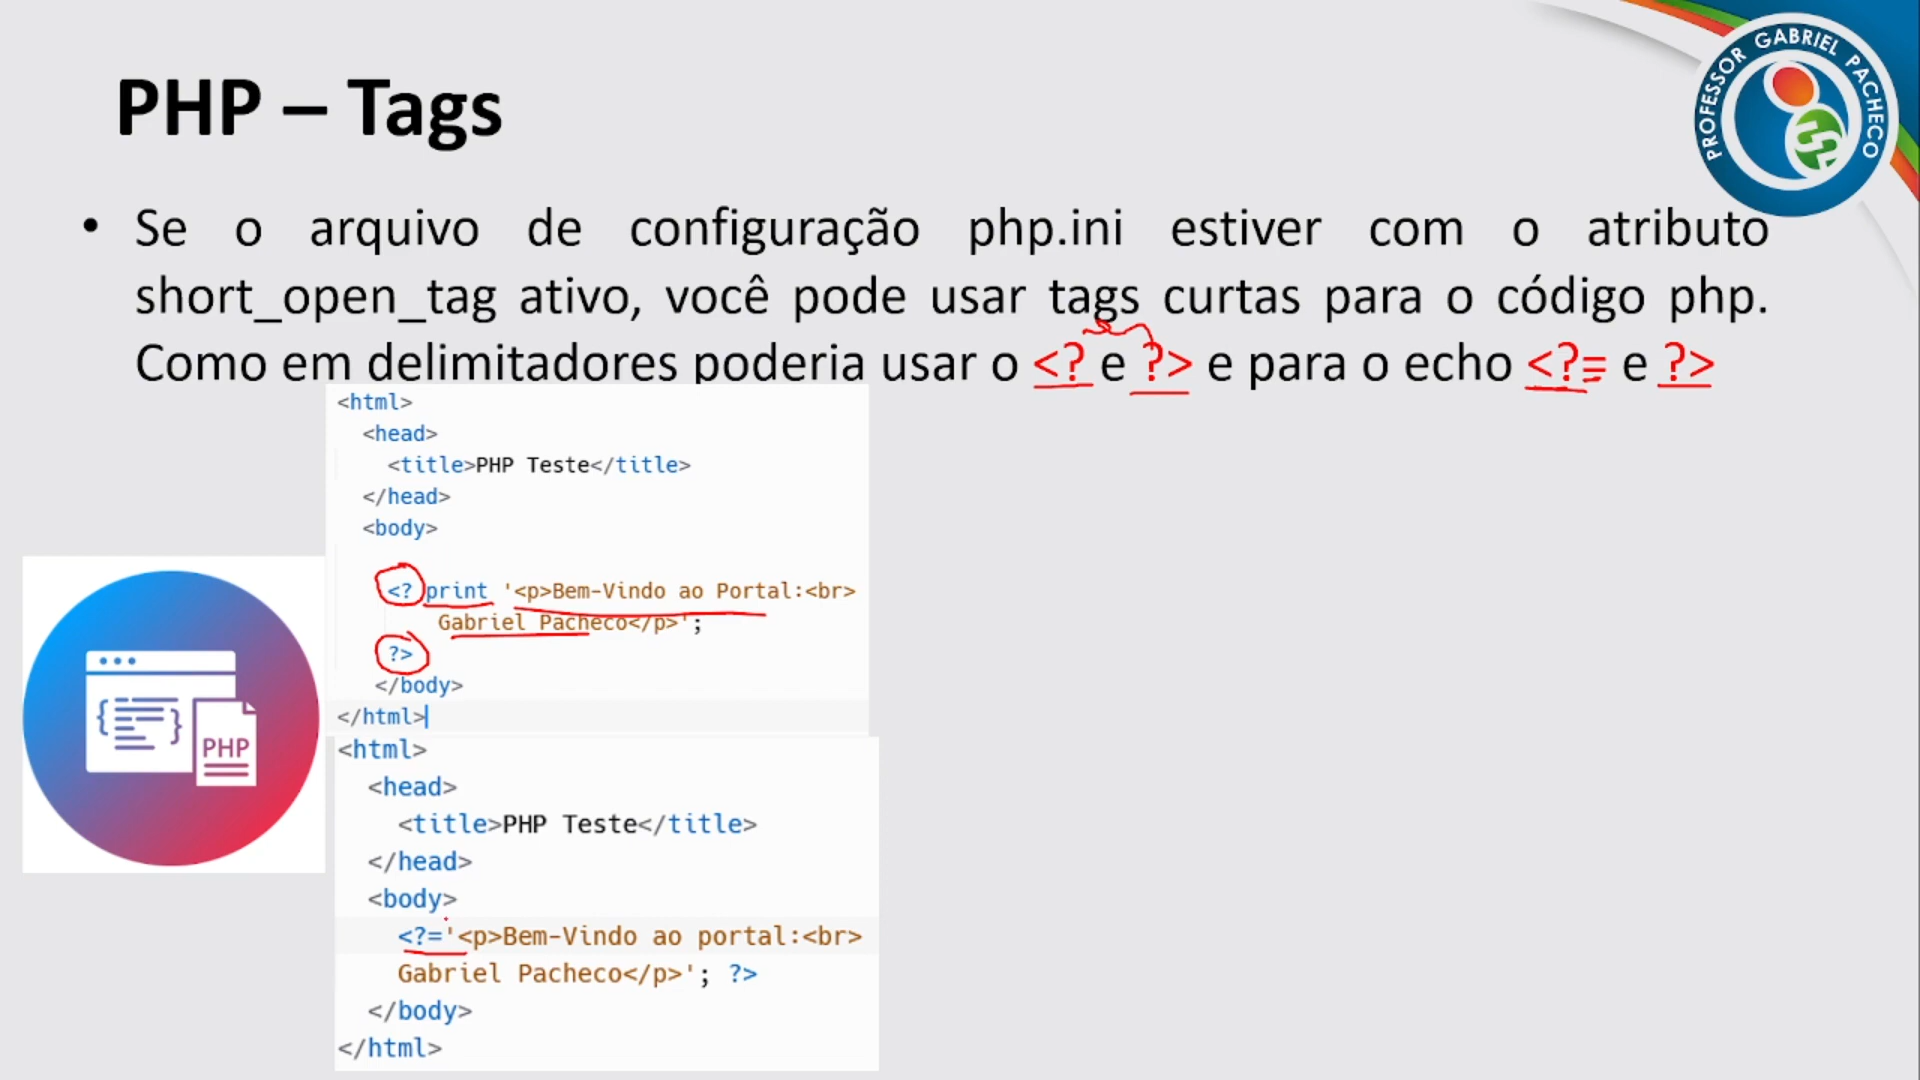 PHP – Tags
PROFESSOR GABRIEL PACHECO
• Se o arquivo de configuração php.ini estiver com o atributo
short_open_tag ativo, você pode usar tags curtas para o código php.
Como em delimitadores poderia usar o <? e ?> e para o echo <?= e ?>
<html>
<head>
<title>PHP Teste</title>
</head>
<body>
<? print '<p>Bem-Vindo ao Portal:<br>
Gabriel Pacheco</p>';
?>
</body>
</html>
PHP
<html>
<head>
<title>PHP Teste</title>
</head>
<body>
<?='<p>Bem-Vindo ao portal:<br>
Gabriel Pacheco</p>'; ?>
</body>
</html>